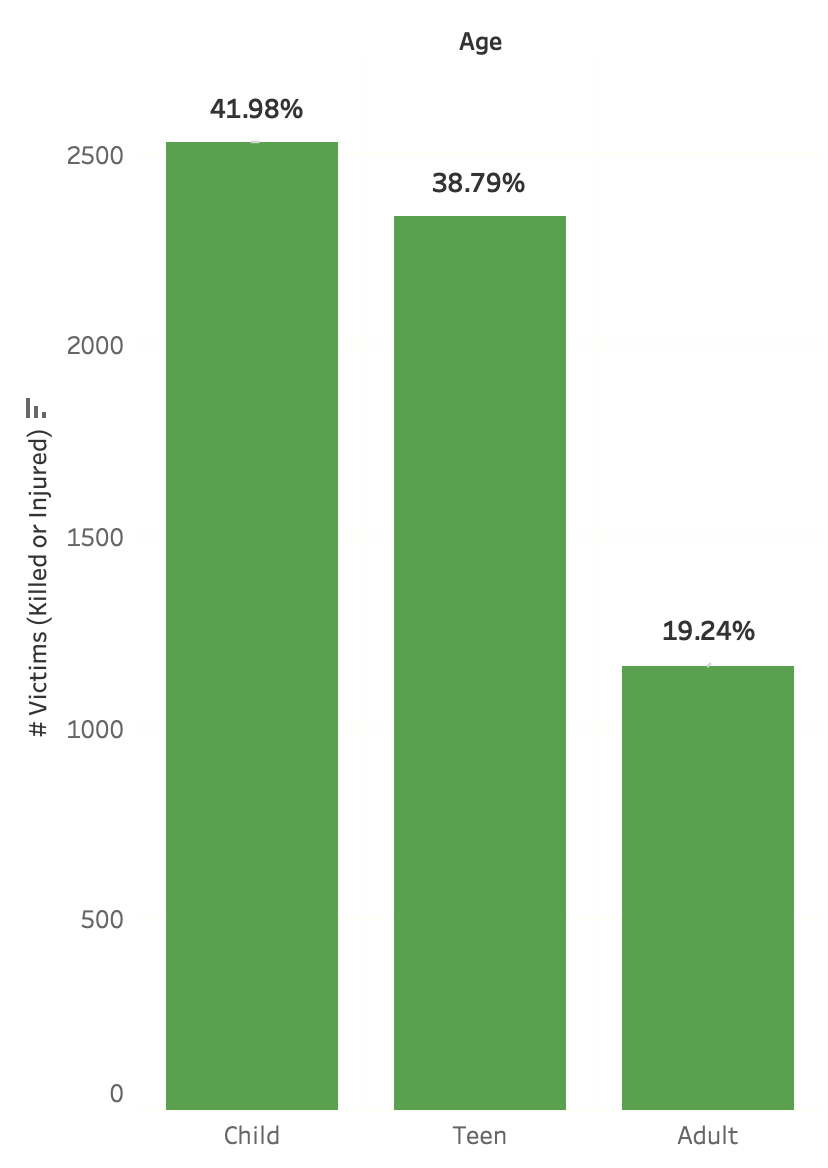 Age
41.98%
38.79%
19.24%
2500
2000
1500
1000
500
0
# Victims (Killed or Injured)
Child
Teen
Adult